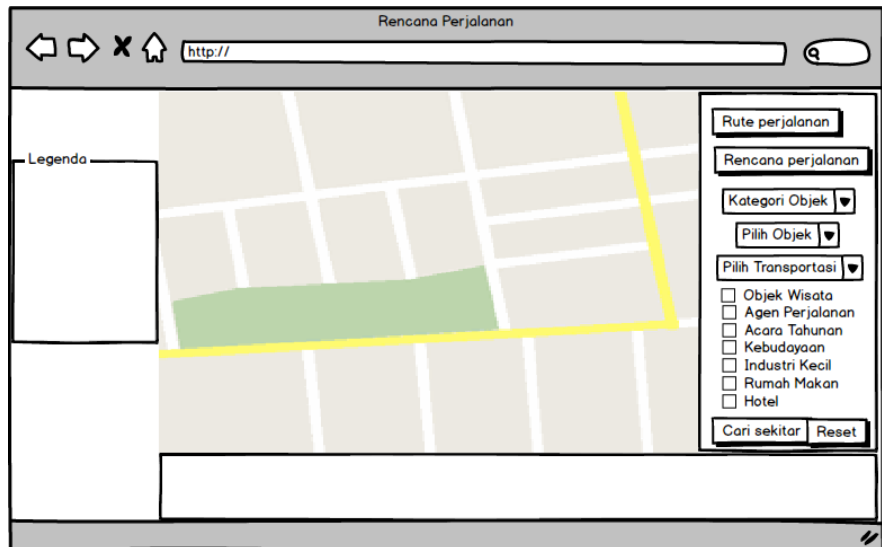 Rencana Perjalanan
http://
Legenda
Rute perjalanan
Rencana perjalanan
Kategori Objek
Pilih Objek
Pilih Transportasi
Objek Wisata
Agen Perjalanan
Acara Tahunan
Kebudayaan
Industri Kecil
Rumah Makan
Hotel
Cari sekitar Reset